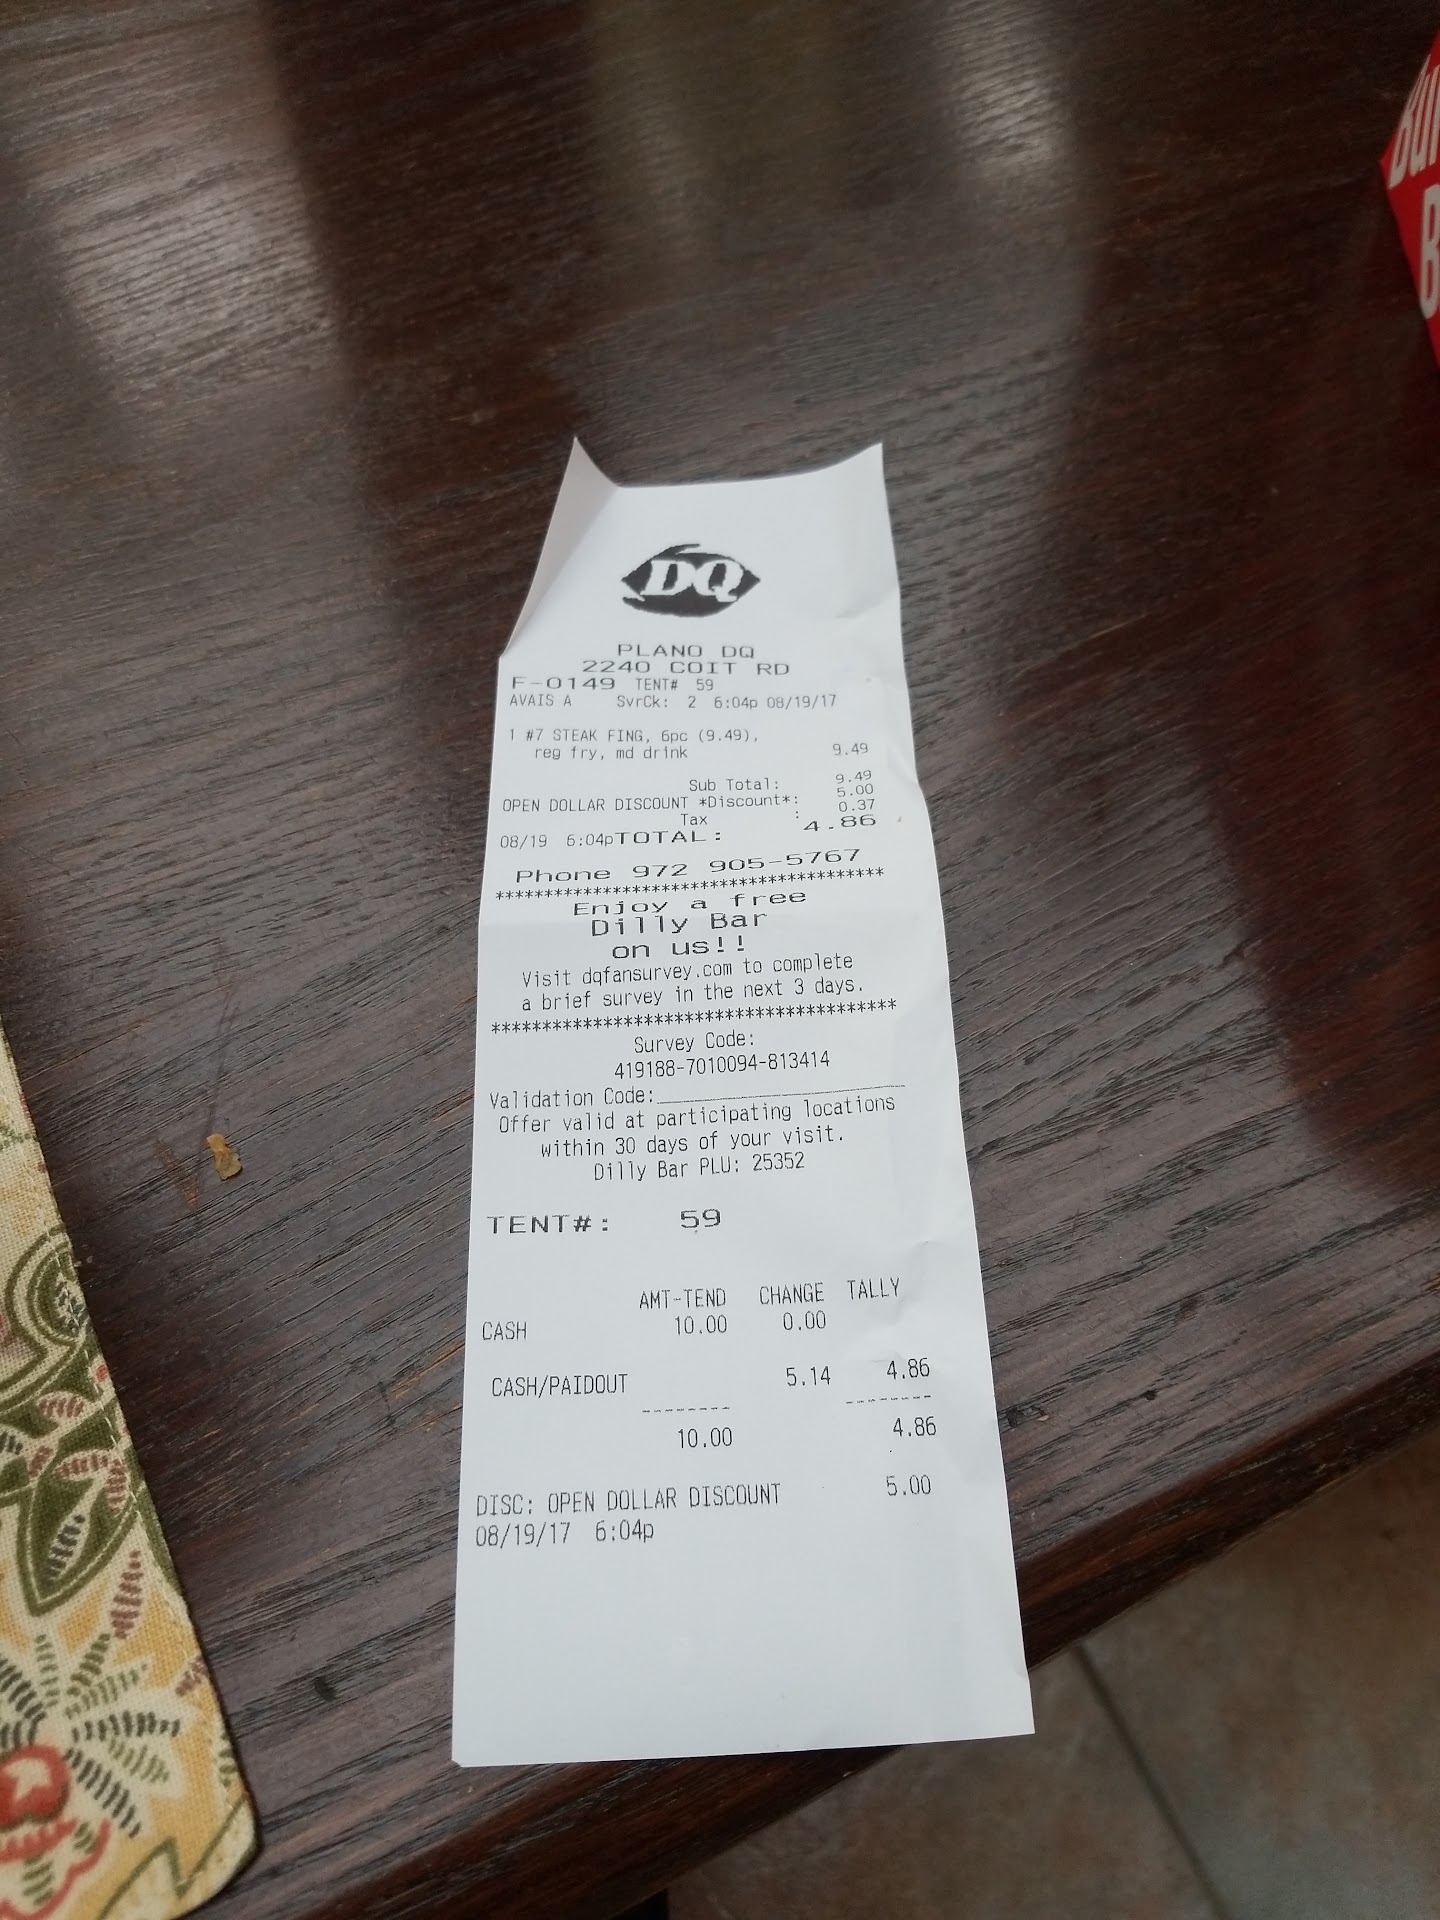 DQ
PLANO DQ
2240 COIT RD
F-0149 TENT# 59
AVAIS A SvrCk: 2 6:04p 08/19/17
1 #7 STEAK FING, 6pc (9.49),
reg fry, md drink 9.49
Sub Total: 9.49
OPEN DOLLAR DISCOUNT *Discount*: 5.00
Tax : 0.37
08/19 6:04pTOTAL: 4.86
Phone 972 905-5767
****************************************
Enjoy a free
Dilly Bar
on us!!
Visit dqfansurvey.com to complete
a brief survey in the next 3 days.
****************************************
Survey Code:
419188-7010094-813414
Validation Code:____________________
Offer valid at participating locations
within 30 days of your visit.
Dilly Bar PLU: 25352
TENT#: 59
AMT-TEND CHANGE TALLY
CASH 10.00 0.00
CASH/PAIDOUT 5.14 4.86
--------- ---------
10.00 4.86
DISC: OPEN DOLLAR DISCOUNT 5.00
08/19/17 6:04p